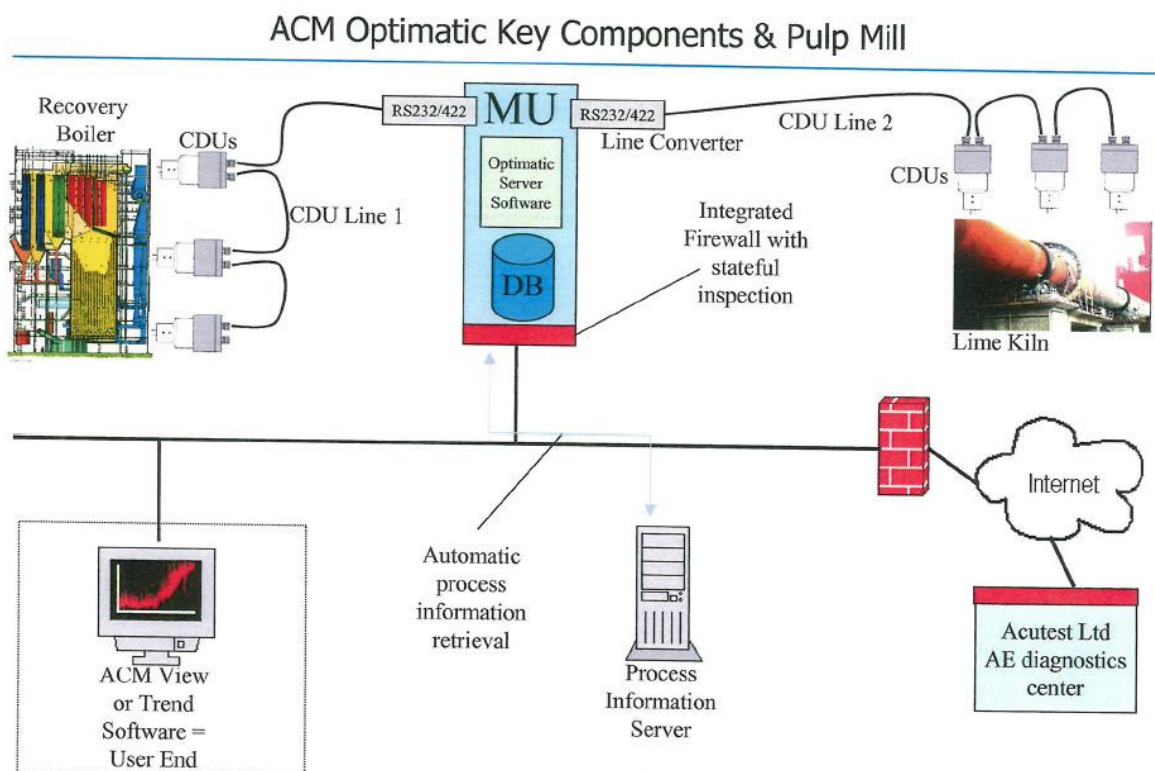 ACM Optimatic Key Components & Pulp Mill
Recovery
Boiler
CDUs
CDU Line 1
RS232/422
MU
RS232/422
Optimatic
Server
Software
DB
Line Converter
CDU Line 2
CDUs
Integrated
Firewall with
stateful
inspection
Lime Kiln
Internet
Automatic
process
information
retrieval
ACM View
or Trend
Software =
User End
Process
Information
Server
Acutest Ltd
AE diagnostics
center